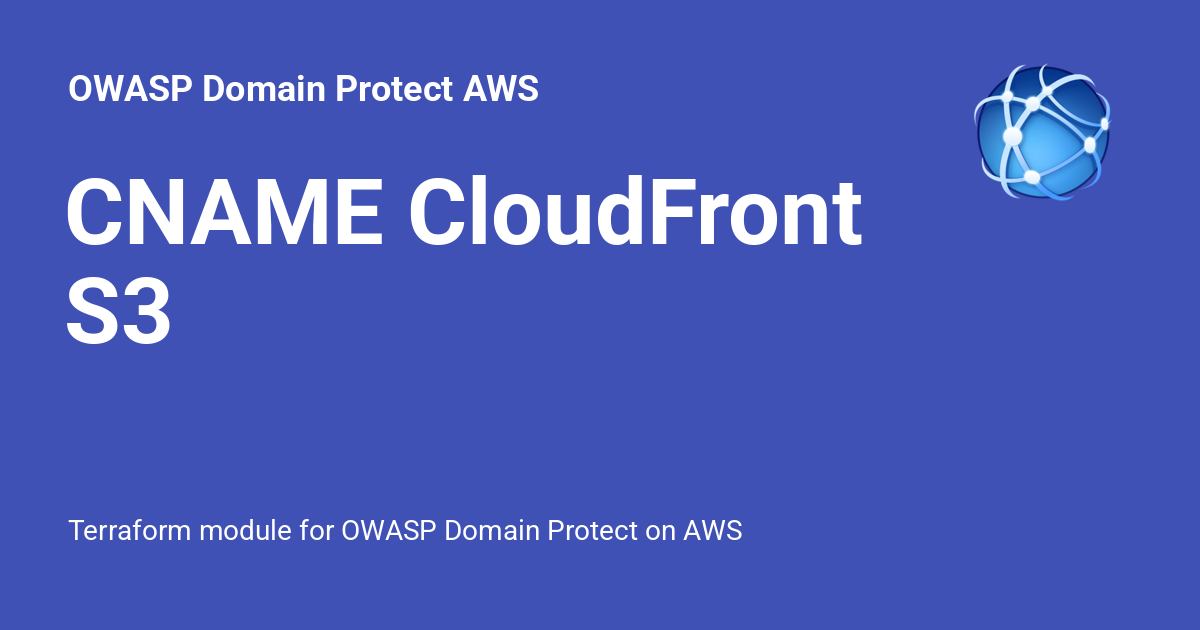 OWASP Domain Protect AWS
CNAME CloudFront
S3
Terraform module for OWASP Domain Protect on AWS